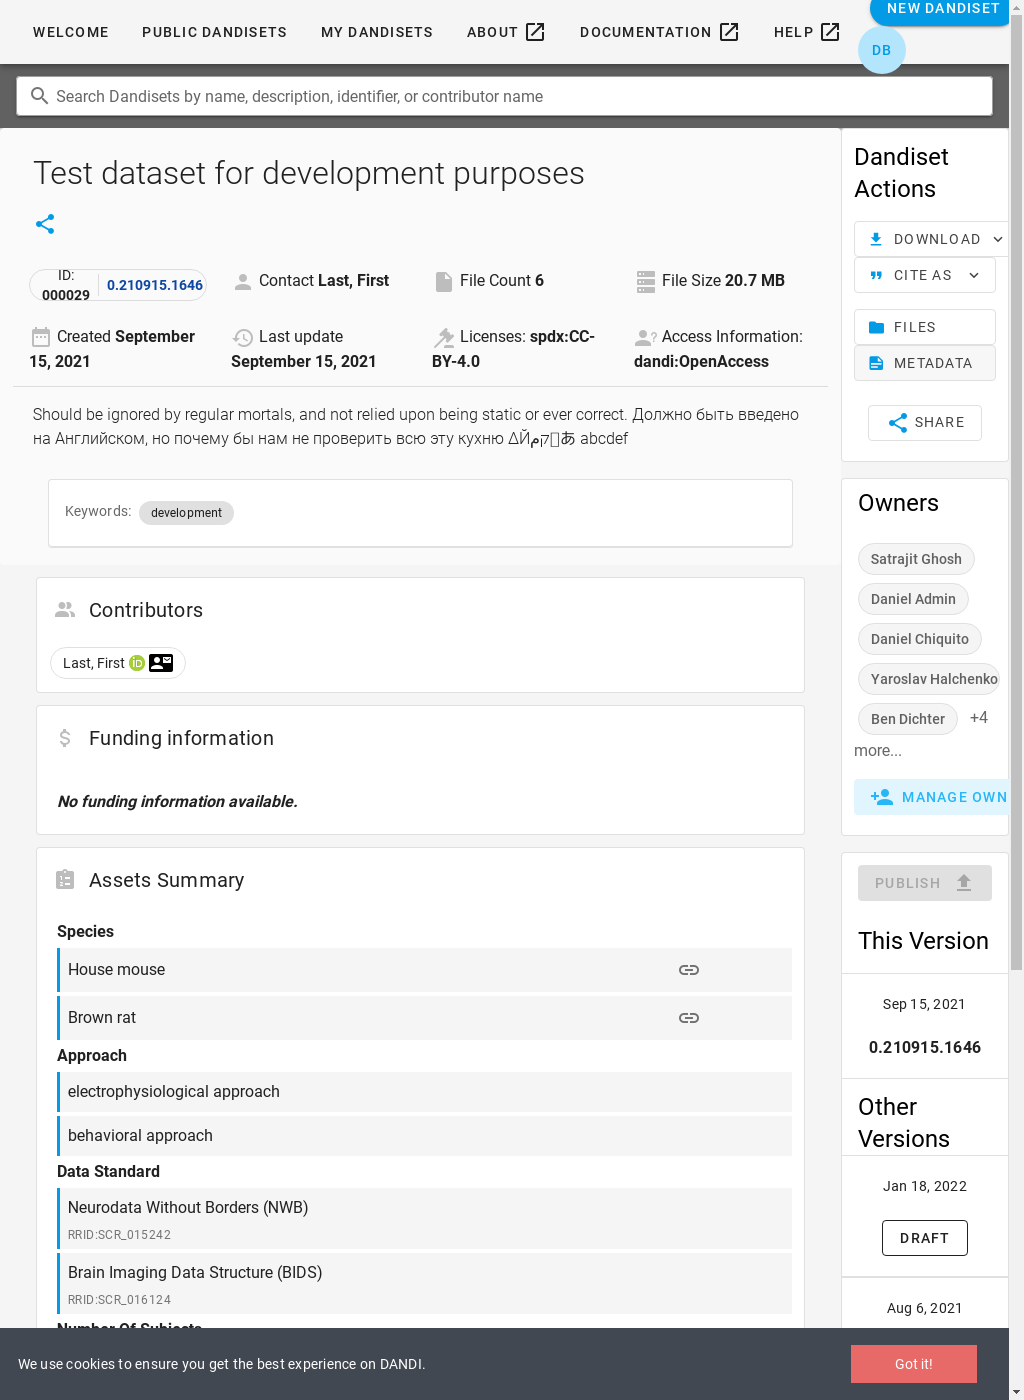 WELCOME
PUBLIC DANDISETS
MY DANDISETS
ABOUT
DOCUMENTATION
HELP
NEW DANDISET
DB
Search Dandisets by name, description, identifier, or contributor name
Test dataset for development purposes
ID:
000029
0.210915.1646
Contact Last, First
File Count 6
File Size 20.7 MB
Created September
15, 2021
Last update
September 15, 2021
Licenses: spdx:CC-
BY-4.0
Access Information:
dandi:OpenAccess
Should be ignored by regular mortals, and not relied upon being static or ever correct. Должно быть введено
на Английском, но почему бы нам не проверить всю эту кухню ΔЙקم あ abcdef
Keywords: development
Contributors
Last, First
Funding information
No funding information available.
Assets Summary
Species
House mouse
Brown rat
Approach
electrophysiological approach
behavioral approach
Data Standard
Neurodata Without Borders (NWB)
RRID:SCR_015242
Brain Imaging Data Structure (BIDS)
RRID:SCR_016124
Number Of Subjects
Dandiset
Actions
DOWNLOAD
CITE AS
FILES
METADATA
SHARE
Owners
Satrajit Ghosh
Daniel Admin
Daniel Chiquito
Yaroslav Halchenko
Ben Dichter +4
more...
MANAGE OWN
PUBLISH
This Version
Sep 15, 2021
0.210915.1646
Other
Versions
Jan 18, 2022
DRAFT
Aug 6, 2021
We use cookies to ensure you get the best experience on DANDI.
Got it!